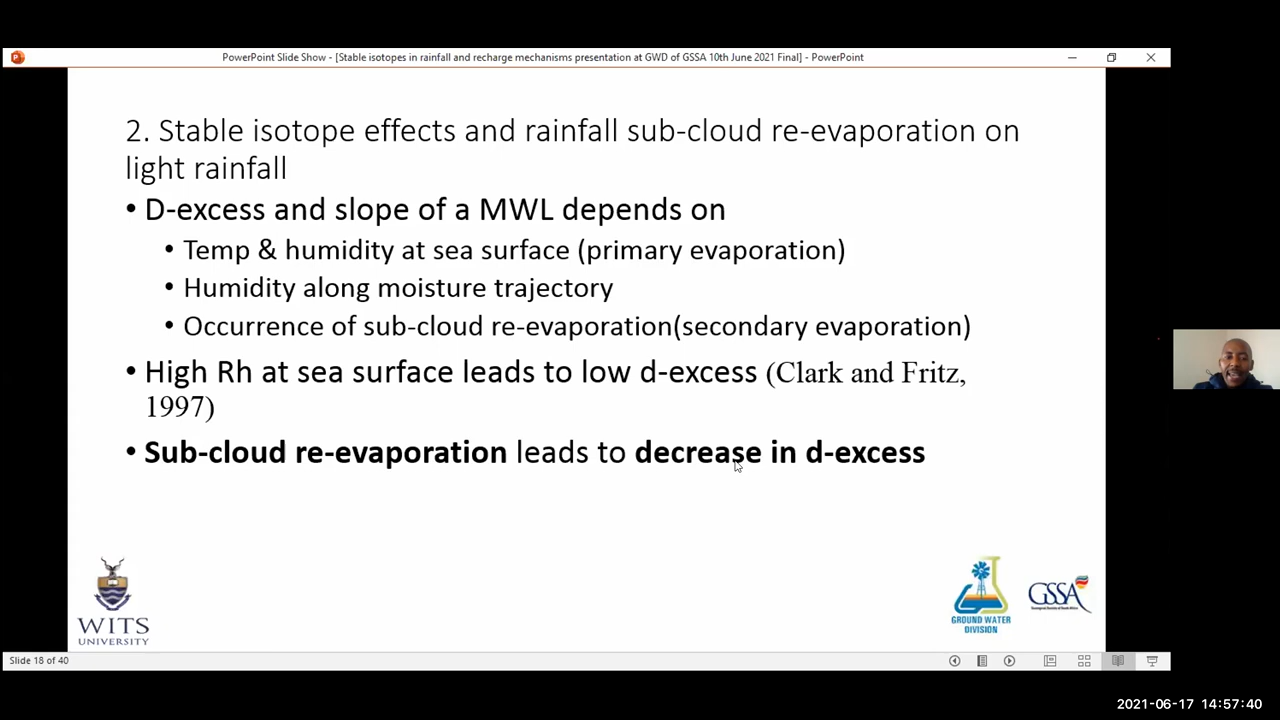 PowerPoint Slide Show - [Stable isotopes in rainfall and recharge mechanisms presentation at GWD of GSSA 10th June 2021 Final] - PowerPoint
2. Stable isotope effects and rainfall sub-cloud re-evaporation on
light rainfall
• D-excess and slope of a MWL depends on
• Temp & humidity at sea surface (primary evaporation)
• Humidity along moisture trajectory
• Occurrence of sub-cloud re-evaporation(secondary evaporation)
• High Rh at sea surface leads to low d-excess (Clark and Fritz,
1997)
• Sub-cloud re-evaporation leads to decrease in d-excess
WITS
UNIVERSITY
GROUND WATER
DIVISION
GSSA
Slide 18 of 40
2021-06-17 14:57:40